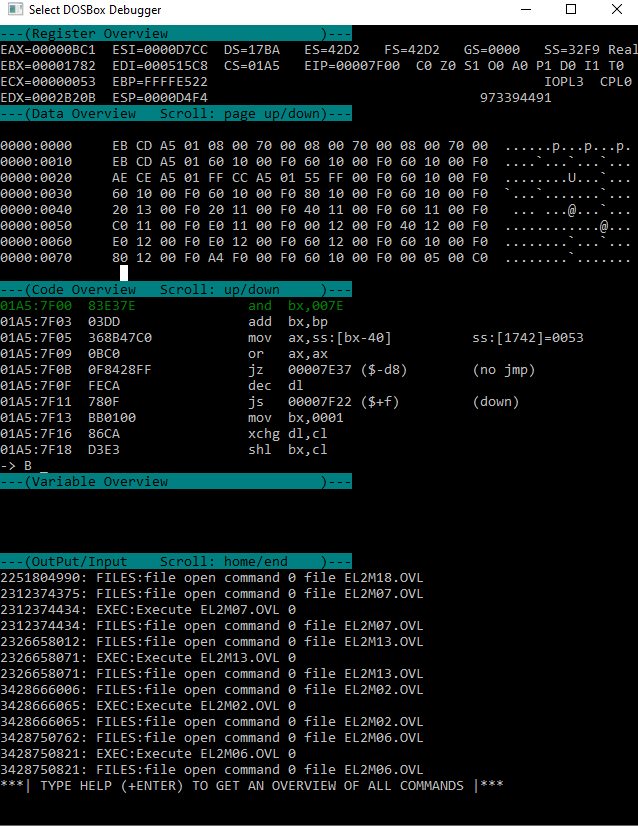 Select DOSBox Debugger
---(Register Overview                   )---
EAX=00000BC1  ESI=0000D7CC  DS=17BA   ES=42D2   FS=42D2   GS=0000   SS=32F9 Real
EBX=00001782  EDI=000515C8  CS=01A5   EIP=00007F00  C0 Z0 S1 O0 A0 P1 D0 I1 T0
ECX=00000053  EBP=FFFFE522                                          IOPL3  CPL0
EDX=0002B20B  ESP=0000D4F4                                  973394491
---(Data Overview   Scroll: page up/down)---
0000:0000     EB CD A5 01 08 00 70 00 08 00 70 00 08 00 70 00  ......p...p...p.
0000:0010     EB CD A5 01 60 10 00 F0 60 10 00 F0 60 10 00 F0  ....`...`...`...
0000:0020     AE CE A5 01 FF CC A5 01 55 FF 00 F0 60 10 00 F0  ........U...`...
0000:0030     60 10 00 F0 60 10 00 F0 80 10 00 F0 60 10 00 F0  `...`.......`...
0000:0040     20 13 00 F0 20 11 00 F0 40 11 00 F0 60 11 00 F0   ... ...@...`...
0000:0050     C0 11 00 F0 E0 11 00 F0 00 12 00 F0 40 12 00 F0  ............@...
0000:0060     E0 12 00 F0 E0 12 00 F0 60 12 00 F0 60 10 00 F0  ........`...`...
0000:0070     80 12 00 F0 A4 F0 00 F0 60 10 00 F0 00 05 00 C0  ........`.......
---(Code Overview   Scroll: up/down     )---
01A5:7F00  83E37E              and  bx,007E
01A5:7F03  03DD                add  bx,bp
01A5:7F05  368B47C0            mov  ax,ss:[bx-40]          ss:[1742]=0053
01A5:7F09  0BC0                or   ax,ax
01A5:7F0B  0F8428FF            jz   00007E37 ($-d8)        (no jmp)
01A5:7F0F  FECA                dec  dl
01A5:7F11  780F                js   00007F22 ($+f)         (down)
01A5:7F13  BB0100              mov  bx,0001
01A5:7F16  86CA                xchg dl,cl
01A5:7F18  D3E3                shl  bx,cl
-> B _
---(Variable Overview                   )---
---(OutPut/Input    Scroll: home/end    )---
2251804990: FILES:file open command 0 file EL2M18.OVL
2312374375: FILES:file open command 0 file EL2M07.OVL
2312374434: EXEC:Execute EL2M07.OVL 0
2312374434: FILES:file open command 0 file EL2M07.OVL
2326658012: FILES:file open command 0 file EL2M13.OVL
2326658071: EXEC:Execute EL2M13.OVL 0
2326658071: FILES:file open command 0 file EL2M13.OVL
3428666006: FILES:file open command 0 file EL2M02.OVL
3428666065: EXEC:Execute EL2M02.OVL 0
3428666065: FILES:file open command 0 file EL2M02.OVL
3428750762: FILES:file open command 0 file EL2M06.OVL
3428750821: EXEC:Execute EL2M06.OVL 0
3428750821: FILES:file open command 0 file EL2M06.OVL
***| TYPE HELP (+ENTER) TO GET AN OVERVIEW OF ALL COMMANDS |***